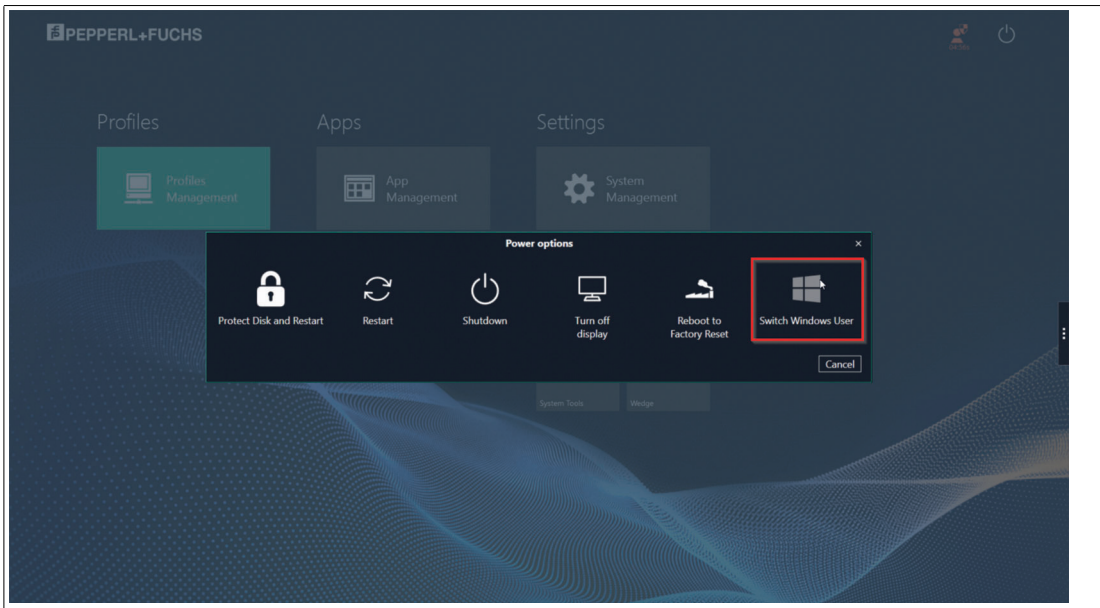 PEPPERL+FUCHS
Profiles
Apps
Settings
Profiles
Management
App
Management
System
Management
Power options
Protect Disk and Restart
Restart
Shutdown
Turn off
display
Reboot to
Factory Reset
Switch Windows User
Cancel
System Tools
Wedge